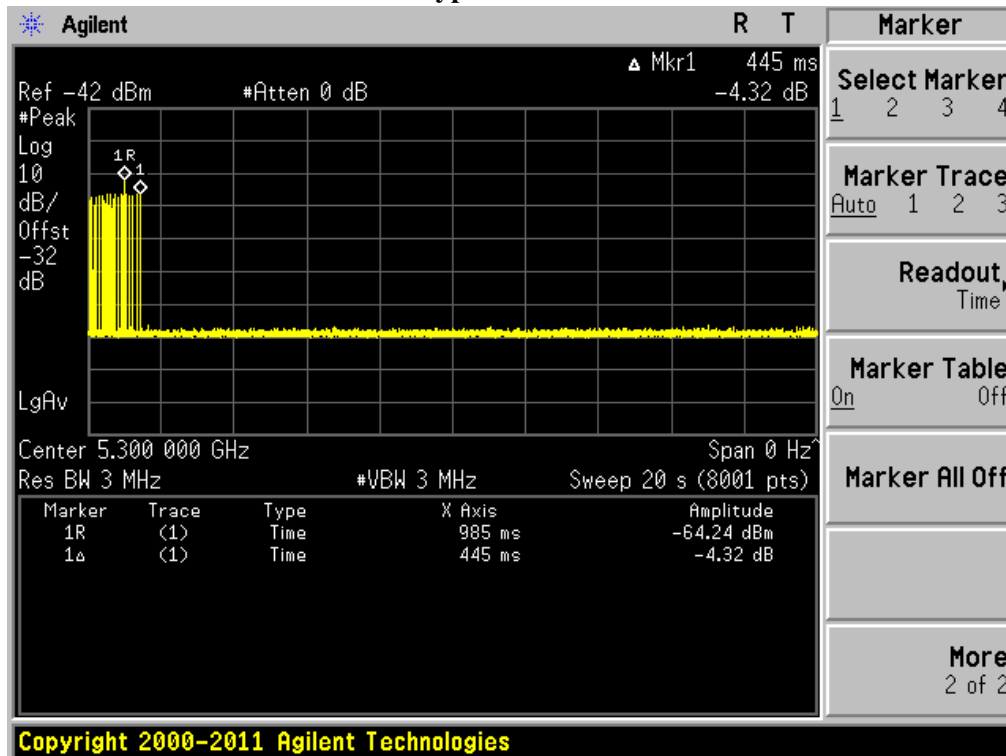 Agilent R T
△ Mkr1 445 ms
Ref -42 dBm #Atten 0 dB -4.32 dB
#Peak
Log
10
dB/
Offst
-32
dB
1R
1
LgAv
Center 5.300 000 GHz Span 0 Hz^
Res BW 3 MHz #VBW 3 MHz Sweep 20 s (8001 pts)
Marker Trace Type X Axis Amplitude
1R (1) Time 985 ms -64.24 dBm
1△ (1) Time 445 ms -4.32 dB
Copyright 2000-2011 Agilent Technologies
Marker
Select Marker
1 2 3 4
Marker Trace
Auto 1 2 3
Readout
Time
Marker Table
On Off
Marker All Off
More
2 of 2